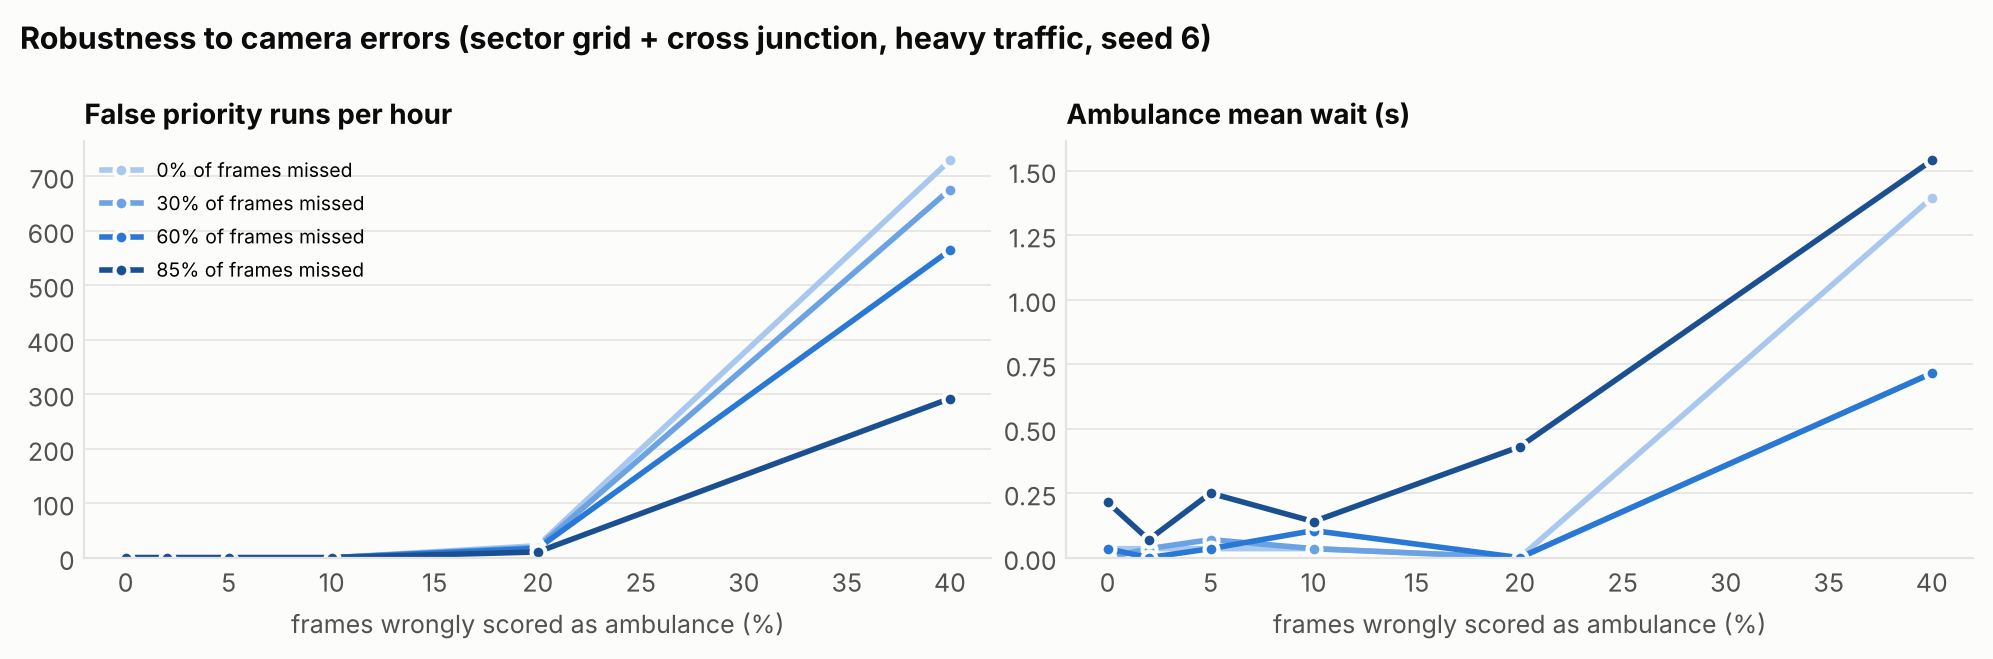 Robustness to camera errors (sector grid + cross junction, heavy traffic, seed 6)
False priority runs per hour
700
600
500
400
300
200
100
0
0% of frames missed
30% of frames missed
60% of frames missed
85% of frames missed
0 5 10 15 20 25 30 35 40
frames wrongly scored as ambulance (%)
Ambulance mean wait (s)
1.50
1.25
1.00
0.75
0.50
0.25
0.00
0 5 10 15 20 25 30 35 40
frames wrongly scored as ambulance (%)